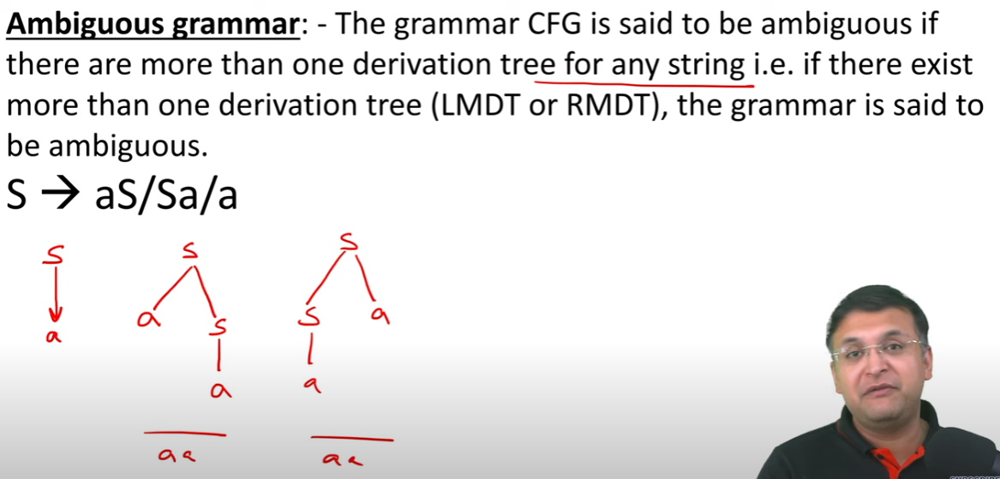 Ambiguous grammar: - The grammar CFG is said to be ambiguous if
there are more than one derivation tree for any string i.e. if there exist
more than one derivation tree (LMDT or RMDT), the grammar is said to
be ambiguous.
S → aS/Sa/a
S S S
a S S a
a a a
aa aa
SUBSCRIBE